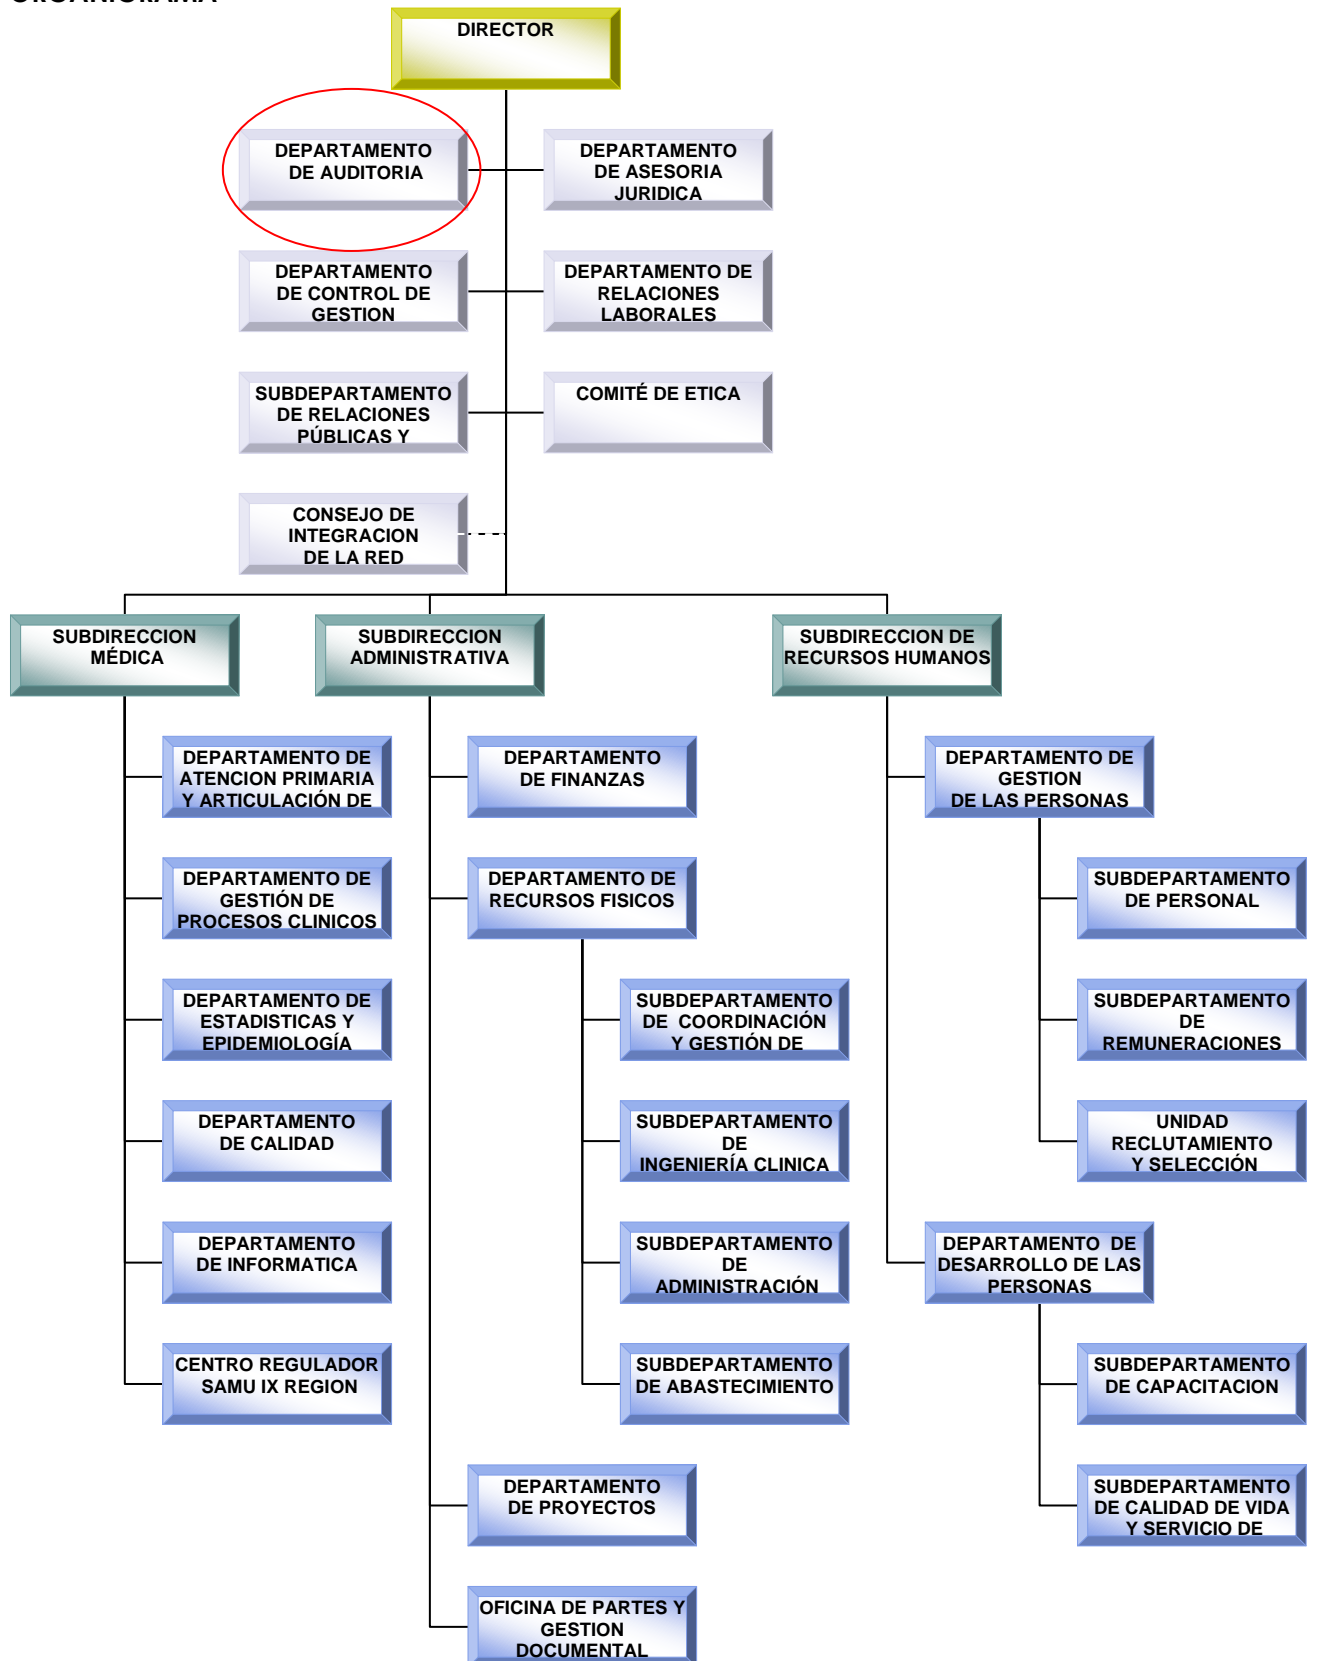 ORGANIGRAMA
DIRECTOR
DEPARTAMENTO
DE AUDITORIA
DEPARTAMENTO
DE ASESORIA
JURIDICA
DEPARTAMENTO
DE CONTROL DE
GESTION
DEPARTAMENTO DE
RELACIONES
LABORALES
SUBDEPARTAMENTO
DE RELACIONES
PÚBLICAS Y
COMITÉ DE ETICA
CONSEJO DE
INTEGRACION
DE LA RED
SUBDIRECCION
MÉDICA
SUBDIRECCION
ADMINISTRATIVA
SUBDIRECCION DE
RECURSOS HUMANOS
DEPARTAMENTO DE
ATENCION PRIMARIA
Y ARTICULACIÓN DE
DEPARTAMENTO DE
GESTIÓN DE
PROCESOS CLINICOS
DEPARTAMENTO DE
ESTADISTICAS Y
EPIDEMIOLOGÍA
DEPARTAMENTO
DE CALIDAD
DEPARTAMENTO
DE INFORMATICA
CENTRO REGULADOR
SAMU IX REGION
DEPARTAMENTO
DE FINANZAS
DEPARTAMENTO DE
RECURSOS FISICOS
SUBDEPARTAMENTO
DE COORDINACIÓN
Y GESTIÓN DE
SUBDEPARTAMENTO
DE
INGENIERÍA CLINICA
SUBDEPARTAMENTO
DE
ADMINISTRACIÓN
SUBDEPARTAMENTO
DE ABASTECIMIENTO
DEPARTAMENTO
DE PROYECTOS
OFICINA DE PARTES Y
GESTION
DOCUMENTAL
DEPARTAMENTO DE
GESTION
DE LAS PERSONAS
SUBDEPARTAMENTO
DE PERSONAL
SUBDEPARTAMENTO
DE
REMUNERACIONES
UNIDAD
RECLUTAMIENTO
Y SELECCIÓN
DEPARTAMENTO DE
DESARROLLO DE LAS
PERSONAS
SUBDEPARTAMENTO
DE CAPACITACION
SUBDEPARTAMENTO
DE CALIDAD DE VIDA
Y SERVICIO DE